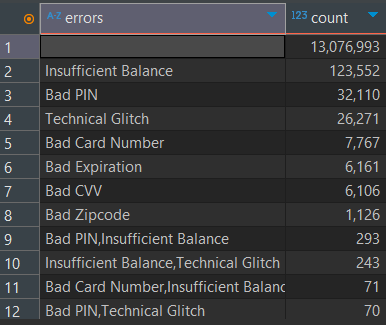 A-Z errors 123 count
1 13,076,993
2 Insufficient Balance 123,552
3 Bad PIN 32,110
4 Technical Glitch 26,271
5 Bad Card Number 7,767
6 Bad Expiration 6,161
7 Bad CVV 6,106
8 Bad Zipcode 1,126
9 Bad PIN,Insufficient Balance 293
10 Insufficient Balance,Technical Glitch 243
11 Bad Card Number,Insufficient Balanc 71
12 Bad PIN,Technical Glitch 70